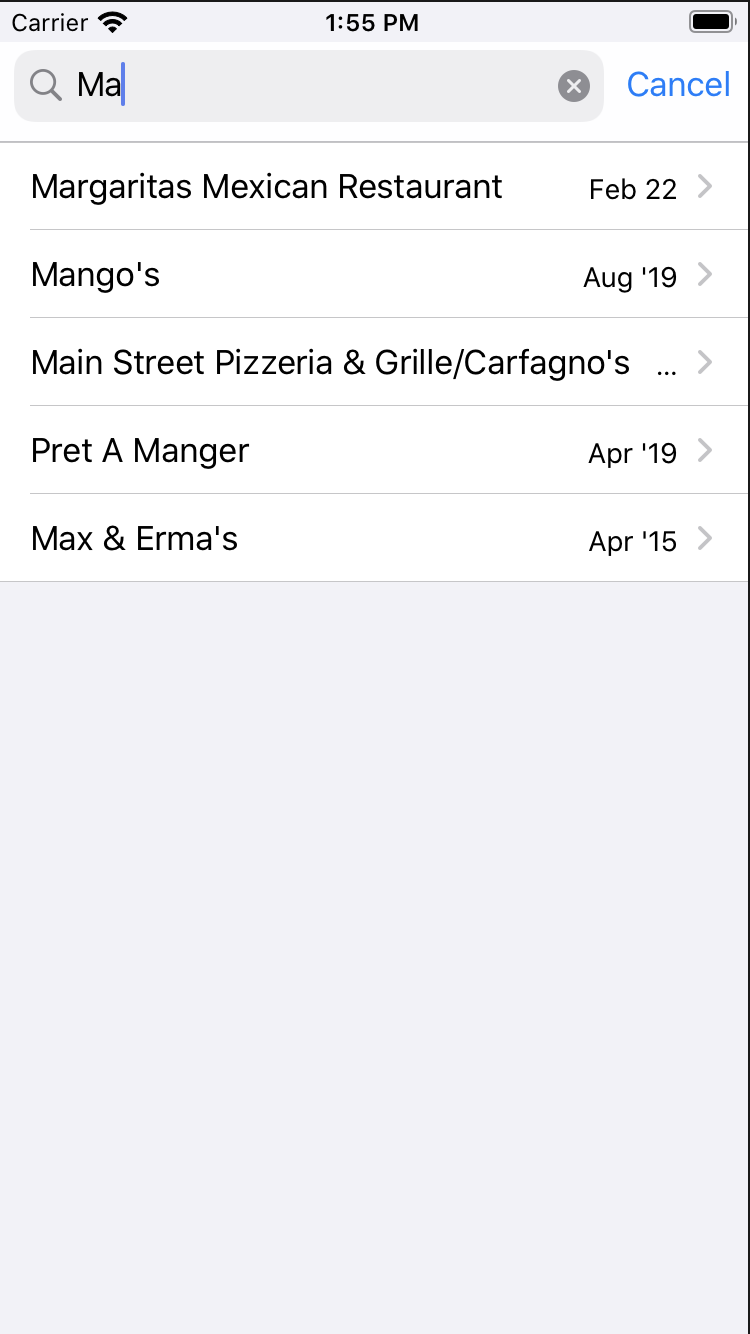 Carrier 1:55 PM
Ma Cancel
Margaritas Mexican Restaurant Feb 22
Mango's Aug '19
Main Street Pizzeria & Grille/Carfagno's ...
Pret A Manger Apr '19
Max & Erma's Apr '15